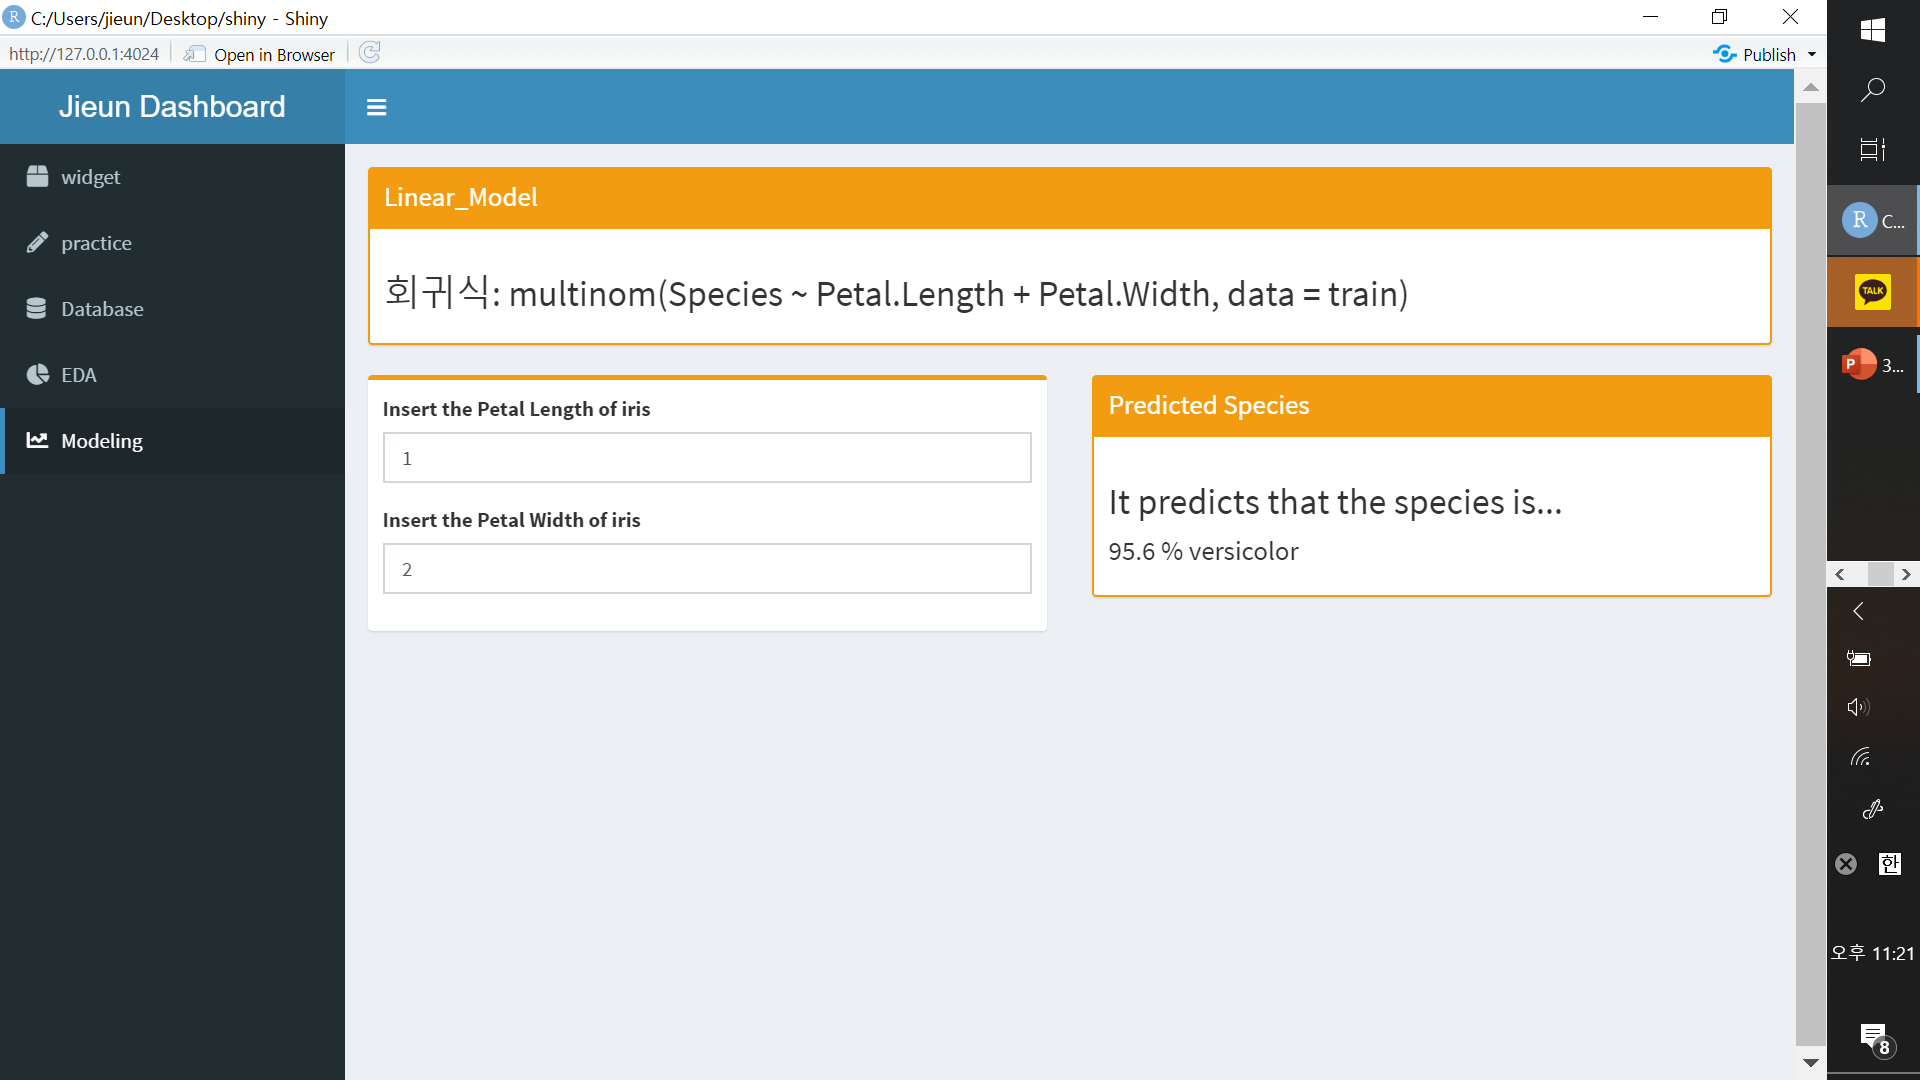 R C:/Users/jieun/Desktop/shiny - Shiny
http://127.0.0.1:4024 Open in Browser Publish
Jieun Dashboard
widget
practice
Database
EDA
Modeling
Linear_Model
회귀식: multinom(Species ~ Petal.Length + Petal.Width, data = train)
Insert the Petal Length of iris
1
Insert the Petal Width of iris
2
Predicted Species
It predicts that the species is...
95.6 % versicolor
R C...
TALK
P 3...
한
오후 11:21
8